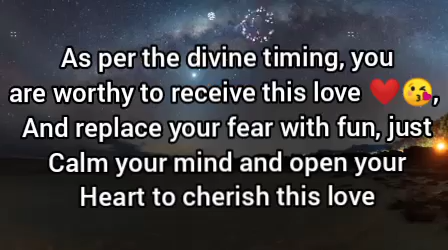 As per the divine timing, you
are worthy to receive this love ❤️😘,
And replace your fear with fun, just
Calm your mind and open your
Heart to cherish this love